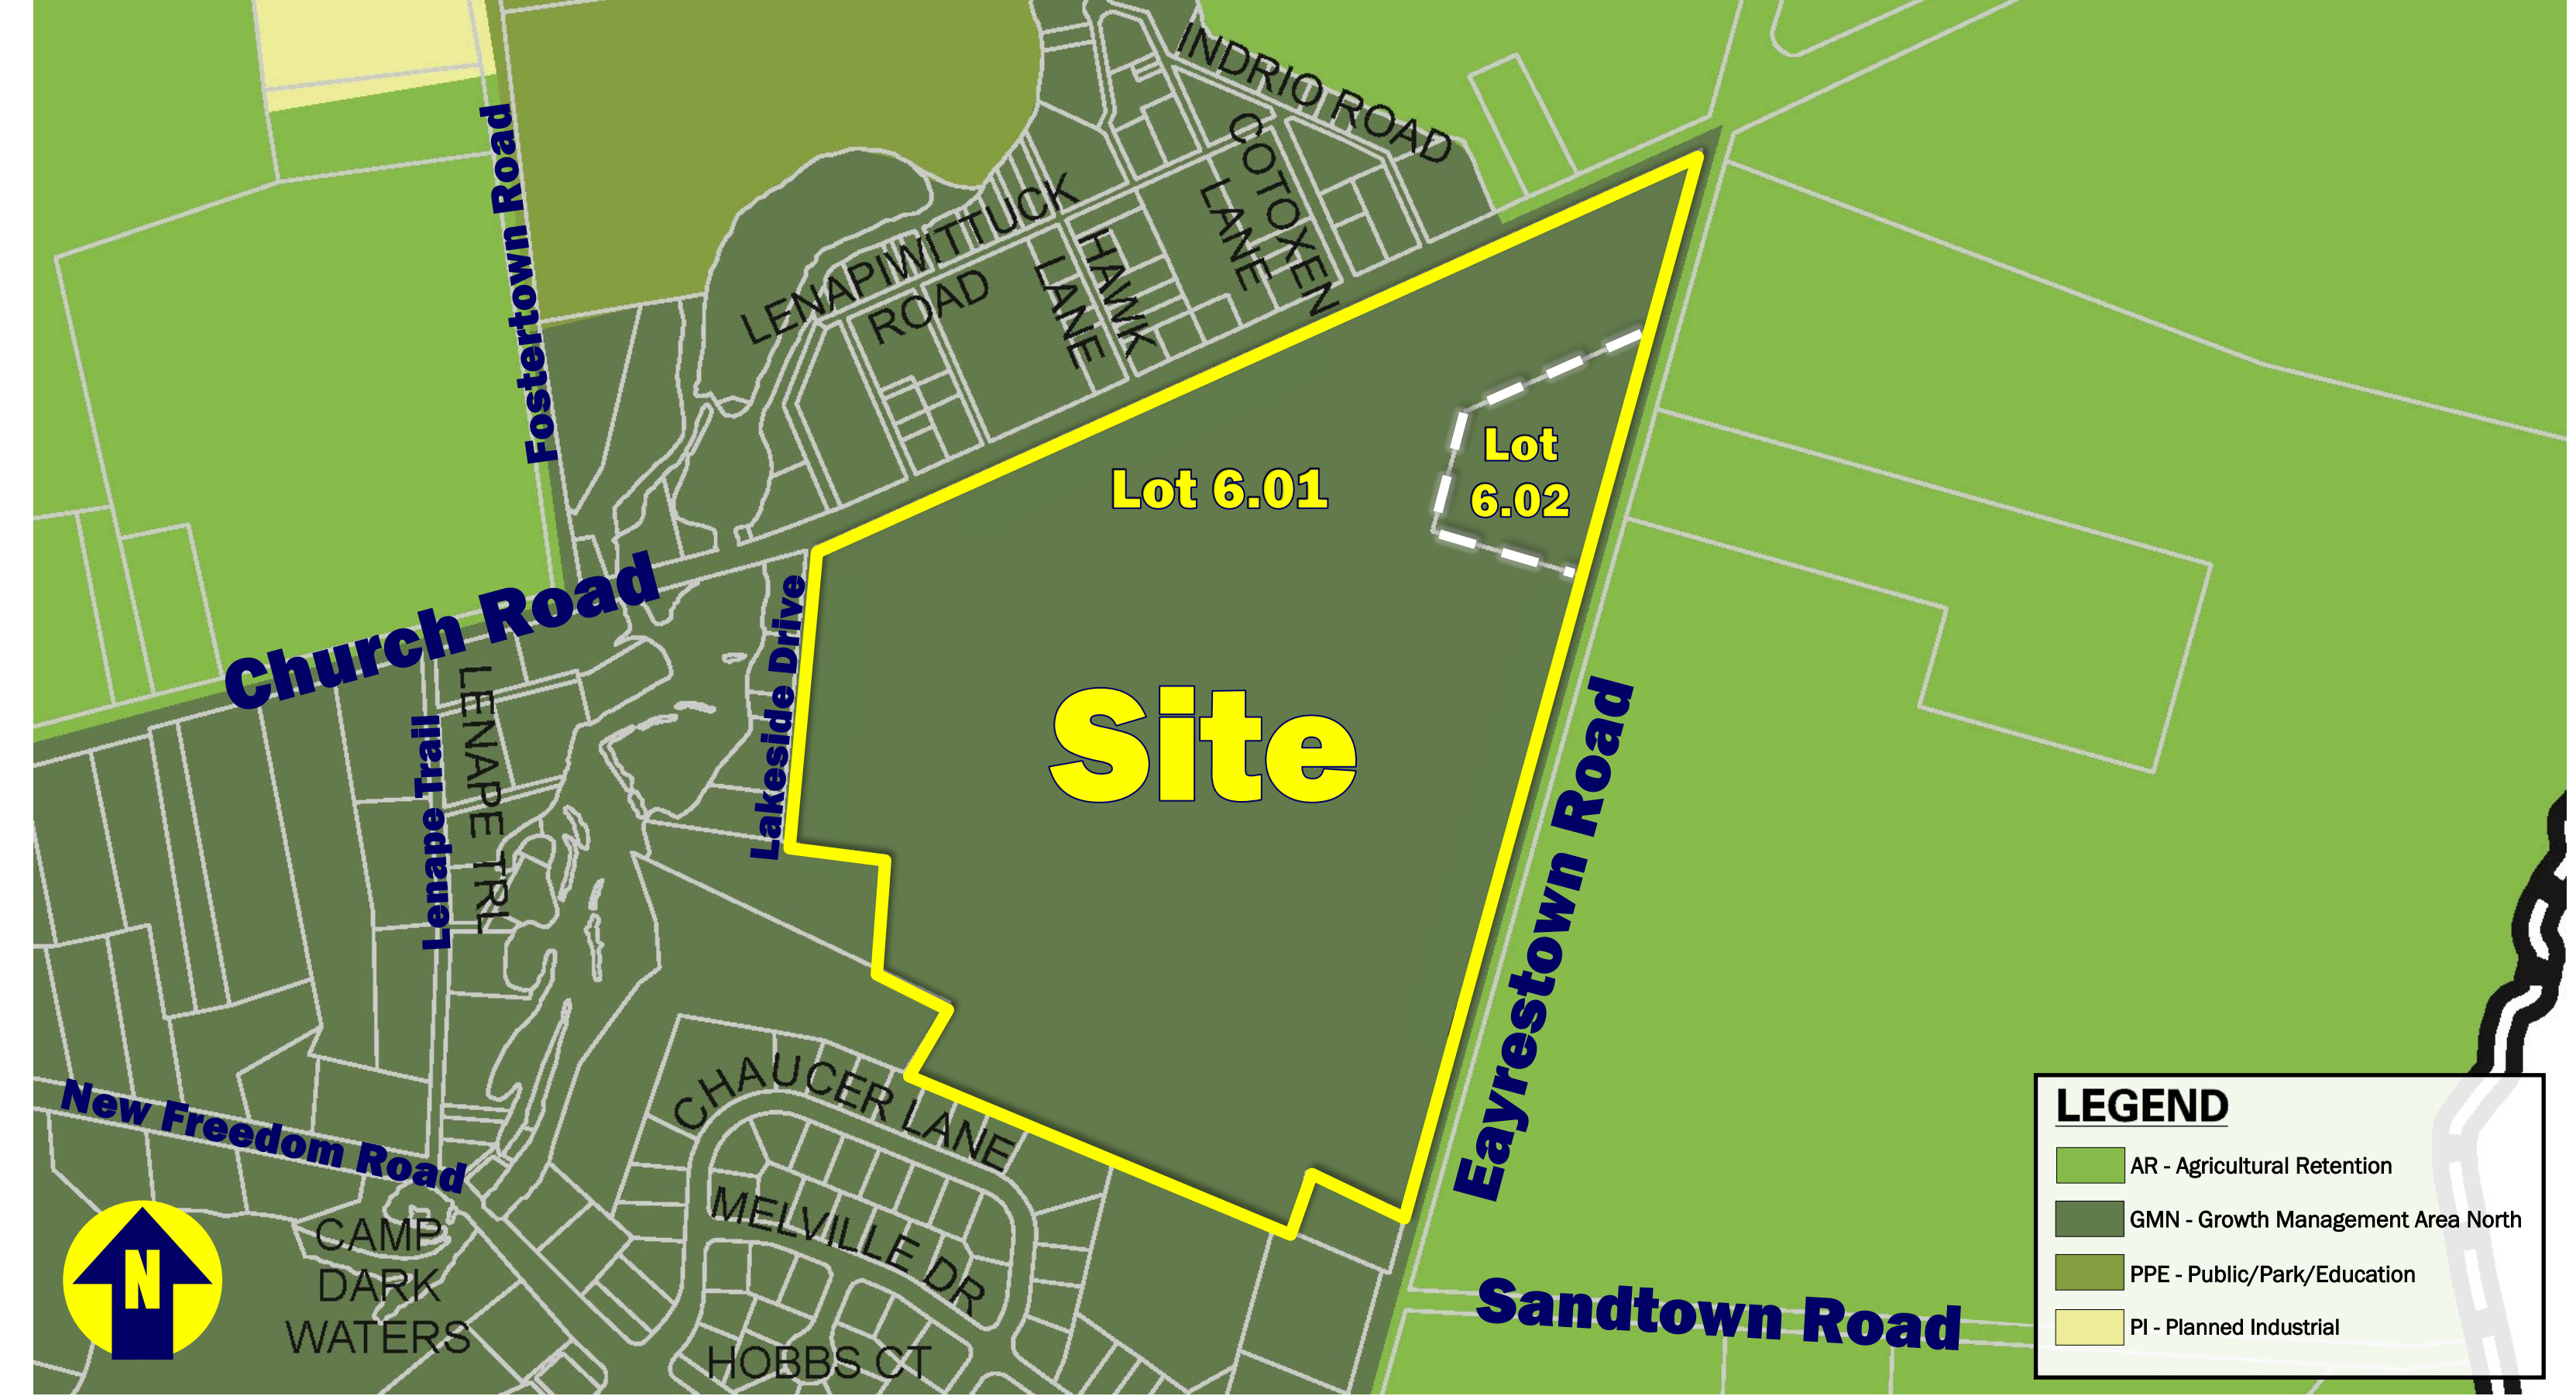 INDRIO ROAD
COTOXEN
LANE
LENAPIWITTUCK
ROAD
HAWK
LANE
Fostertown Road
Lot 6.01
Lot
6.02
Church Road
Lakeside Drive
Lenape Trail
LENAPE TRL
Site
Eayrestown Road
New Freedom Road
CHAUCER LANE
MELVILLE DR
HOBBS CT
CAMP
DARK
WATERS
N
Sandtown Road
LEGEND
AR - Agricultural Retention
GMN - Growth Management Area North
PPE - Public/Park/Education
PI - Planned Industrial